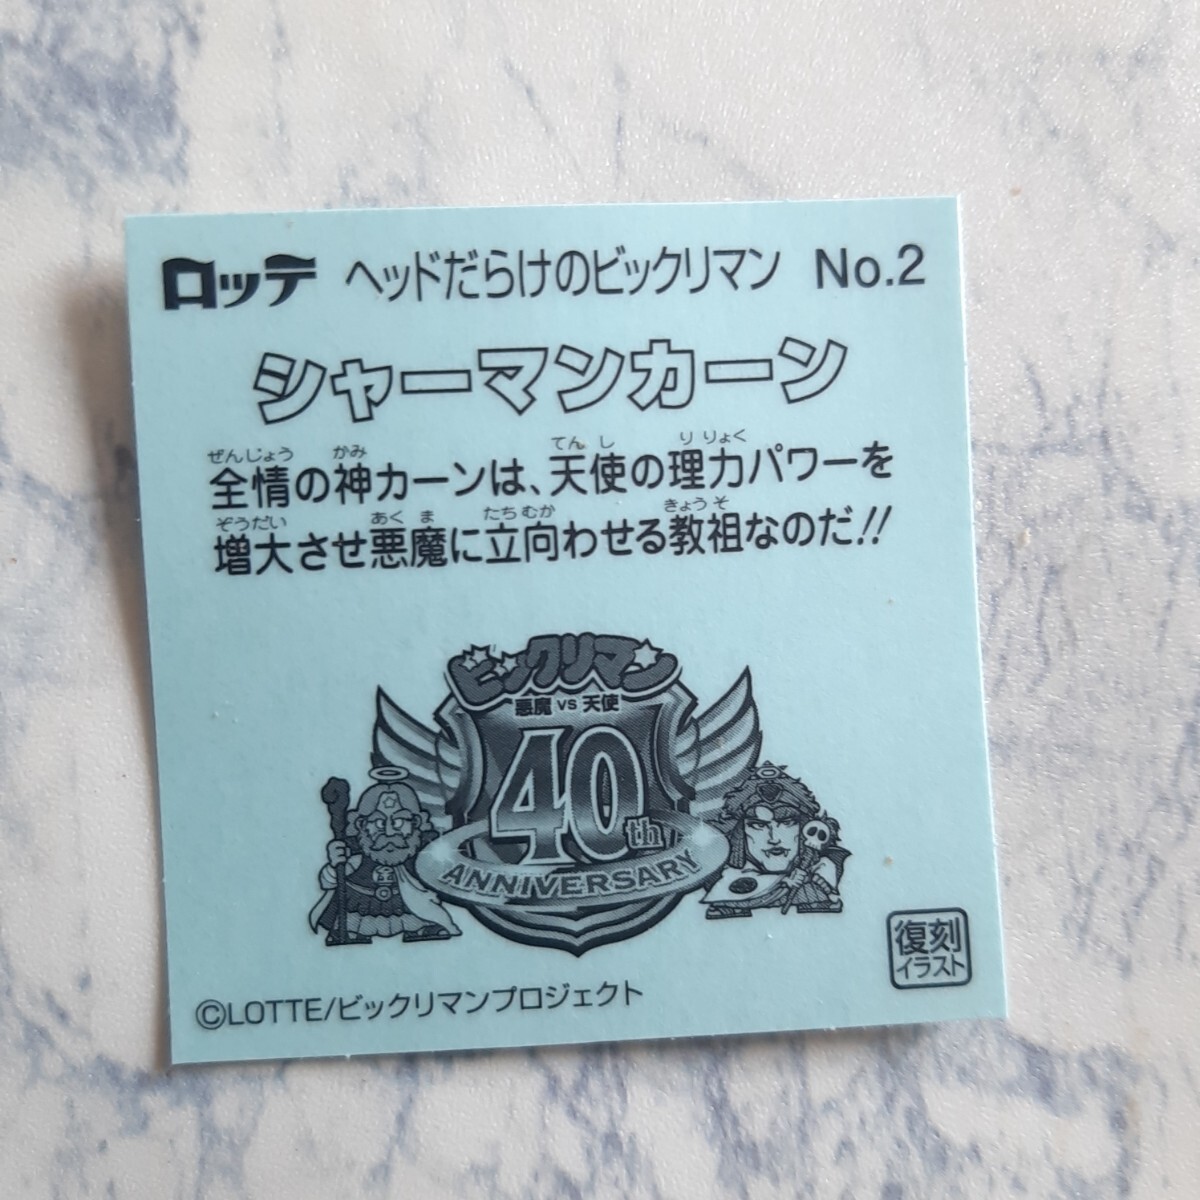 ロッテ ヘッドだらけのビックリマン No.2
シャーマンカーン
ぜんじょう かみ てんし りりょく
全情の神カーンは、天使の理力パワーを
ぞうだい あくま たちむか きょうそ
増大させ悪魔に立向わせる教祖なのだ!!
ビックリマン
悪魔 VS 天使
40th
ANNIVERSARY
全
復刻
イラスト
©LOTTE/ビックリマンプロジェクト